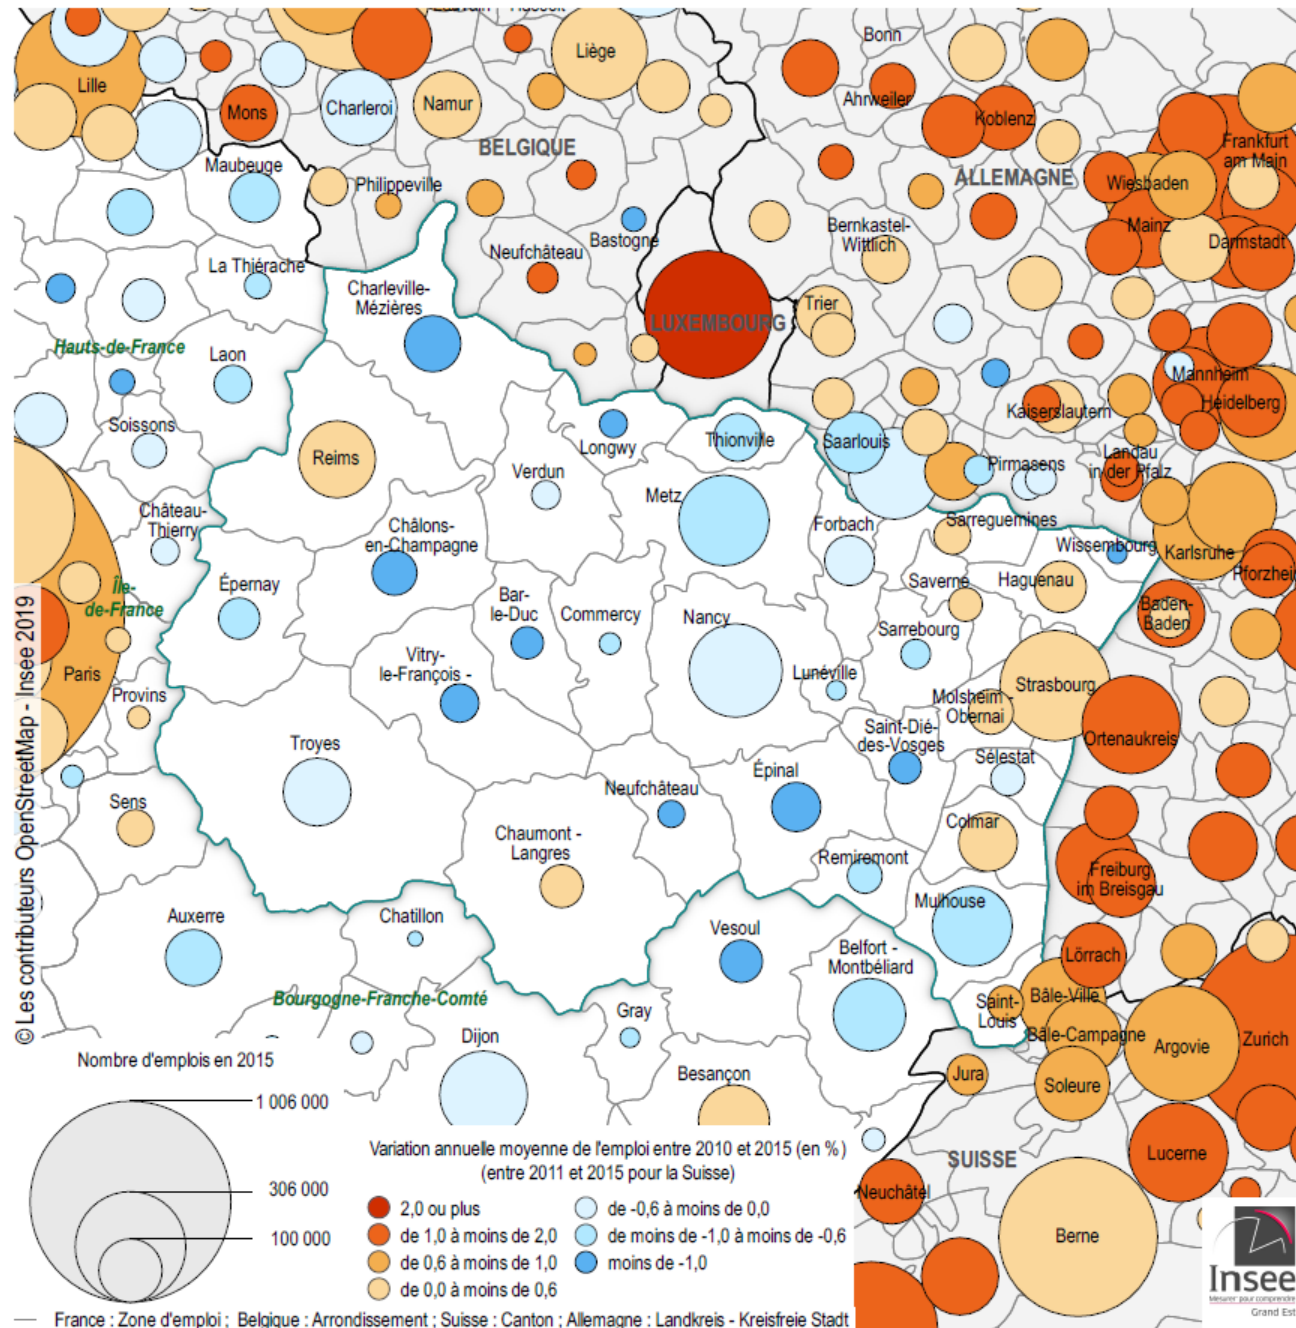 Louvain - Hasselt
Bonn
Liège
Lille
Ahrweiler
Mons
Charleroi
Namur
Koblenz
Frankfurt
am Main
BELGIQUE
Maubeuge
ALLEMAGNE
Wiesbaden
Philippeville
Bernkastel-
Wittlich
Mainz
Darmstadt
Bastogne
Neufchâteau
La Thiérache
Charleville-
Mézières
Trier
LUXEMBOURG
Hauts-de-France
Laon
Mannheim
Heidelberg
Kaiserslautern
Soissons
Longwy
Thionville
Saarlouis
Reims
Verdun
Landau
in der Pfalz
Pirmasens
Metz
Château-
Thierry
Châlons-
en-Champagne
Forbach
Sarreguemines
Wissembourg
Karlsruhe
Pforzheim
Île-
de-France
Épernay
Bar-
le-Duc
Commercy
Nancy
Saverne
Haguenau
Baden-
Baden
Sarrebourg
Vitry-
le-François -
Paris
Lunéville
Strasbourg
Provins
Molsheim -
Obernai
Saint-Dié-
des-Vosges
Ortenaukreis
Troyes
Sélestat
Épinal
Neufchâteau
Sens
Colmar
Chaumont -
Langres
Remiremont
Freiburg
im Breisgau
Mulhouse
Auxerre
Chatillon
Vesoul
Belfort -
Montbéliard
Lörrach
Bourgogne-Franche-Comté
Saint-
Louis
Bâle-Ville
Gray
Dijon
Bâle-Campagne
Argovie
Zurich
Besançon
Jura
Soleure
SUISSE
Lucerne
Neuchâtel
Berne
© Les contributeurs OpenStreetMap - Insee 2019
Nombre d'emplois en 2015
1 006 000
306 000
100 000
Variation annuelle moyenne de l'emploi entre 2010 et 2015 (en %)
(entre 2011 et 2015 pour la Suisse)
2,0 ou plus
de 1,0 à moins de 2,0
de 0,6 à moins de 1,0
de 0,0 à moins de 0,6
de -0,6 à moins de 0,0
de moins de -1,0 à moins de -0,6
moins de -1,0
France : Zone d'emploi ; Belgique : Arrondissement ; Suisse : Canton ; Allemagne : Landkreis - Kreisfreie Stadt
Insee
Mesurer pour comprendre
Grand Est